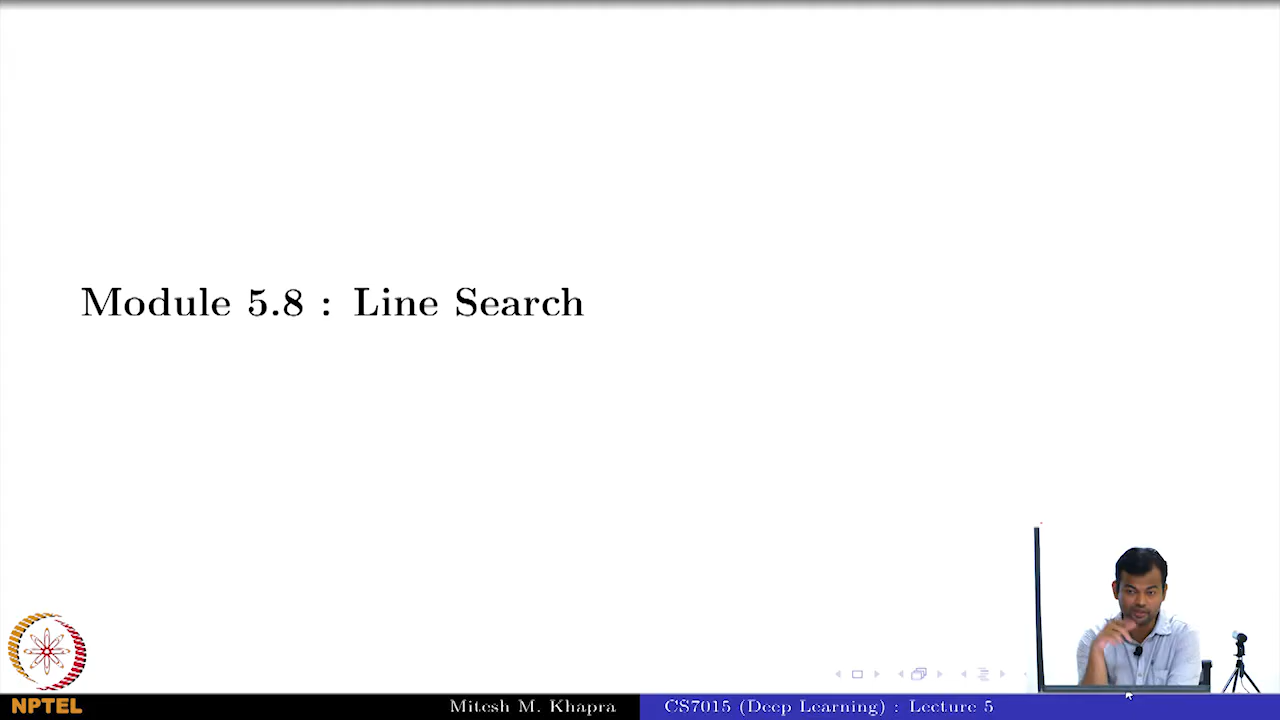 Module 5.8 : Line Search
NPTEL
Mitesh M. Khapra
CS7015 (Deep Learning) : Lecture 5